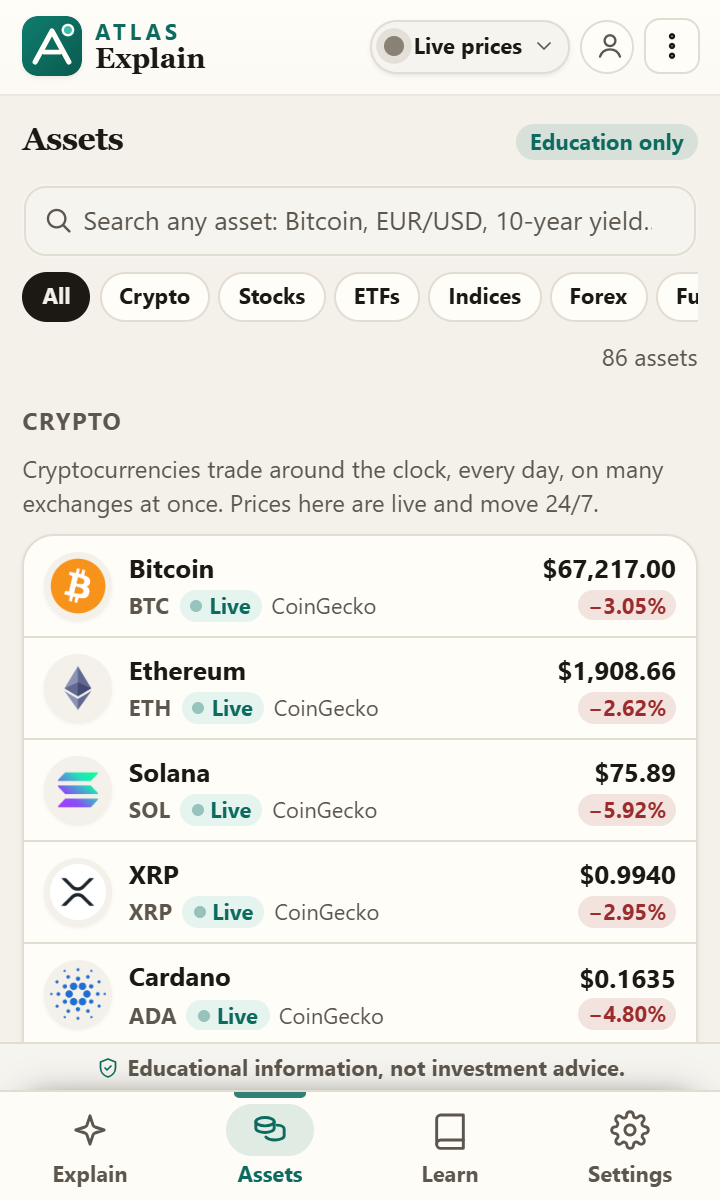 ATLAS
Explain
Live prices
Assets
Education only
Search any asset: Bitcoin, EUR/USD, 10-year yield..
All
Crypto
Stocks
ETFs
Indices
Forex
Fu
86 assets
CRYPTO
Cryptocurrencies trade around the clock, every day, on many
exchanges at once. Prices here are live and move 24/7.
Bitcoin
$67,217.00
BTC Live CoinGecko
−3.05%
Ethereum
$1,908.66
ETH Live CoinGecko
−2.62%
Solana
$75.89
SOL Live CoinGecko
−5.92%
XRP
$0.9940
XRP Live CoinGecko
−2.95%
Cardano
$0.1635
ADA Live CoinGecko
−4.80%
Educational information, not investment advice.
Explain
Assets
Learn
Settings